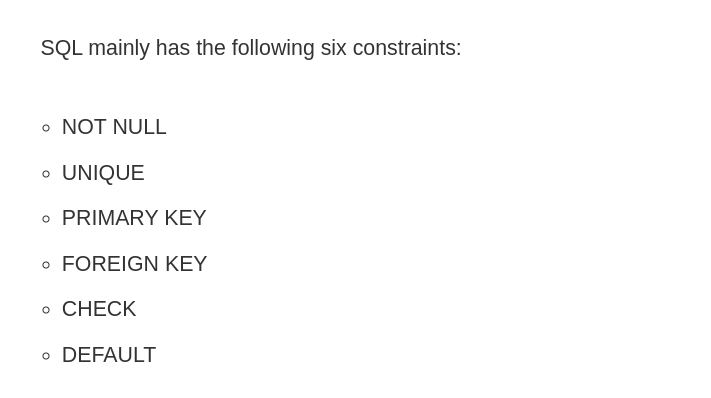 SQL mainly has the following six constraints:
NOT NULL
UNIQUE
PRIMARY KEY
FOREIGN KEY
CHECK
DEFAULT